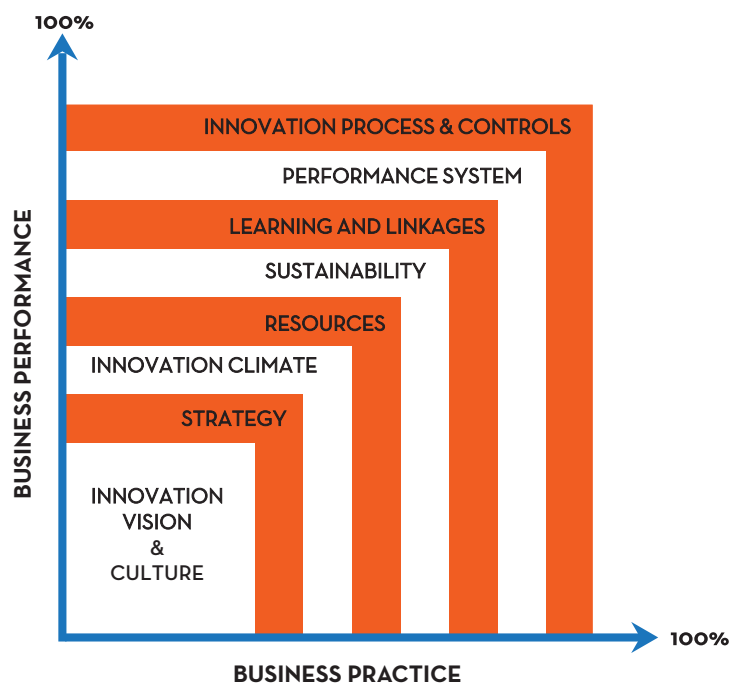 100%
INNOVATION PROCESS & CONTROLS
PERFORMANCE SYSTEM
LEARNING AND LINKAGES
SUSTAINABILITY
RESOURCES
INNOVATION CLIMATE
STRATEGY
INNOVATION
VISION
&
CULTURE
BUSINESS PERFORMANCE
100%
BUSINESS PRACTICE